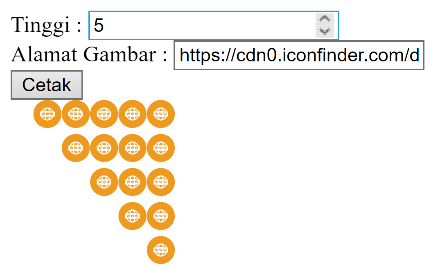 Tinggi : 5
Alamat Gambar : https://cdn0.iconfinder.com/d
Cetak